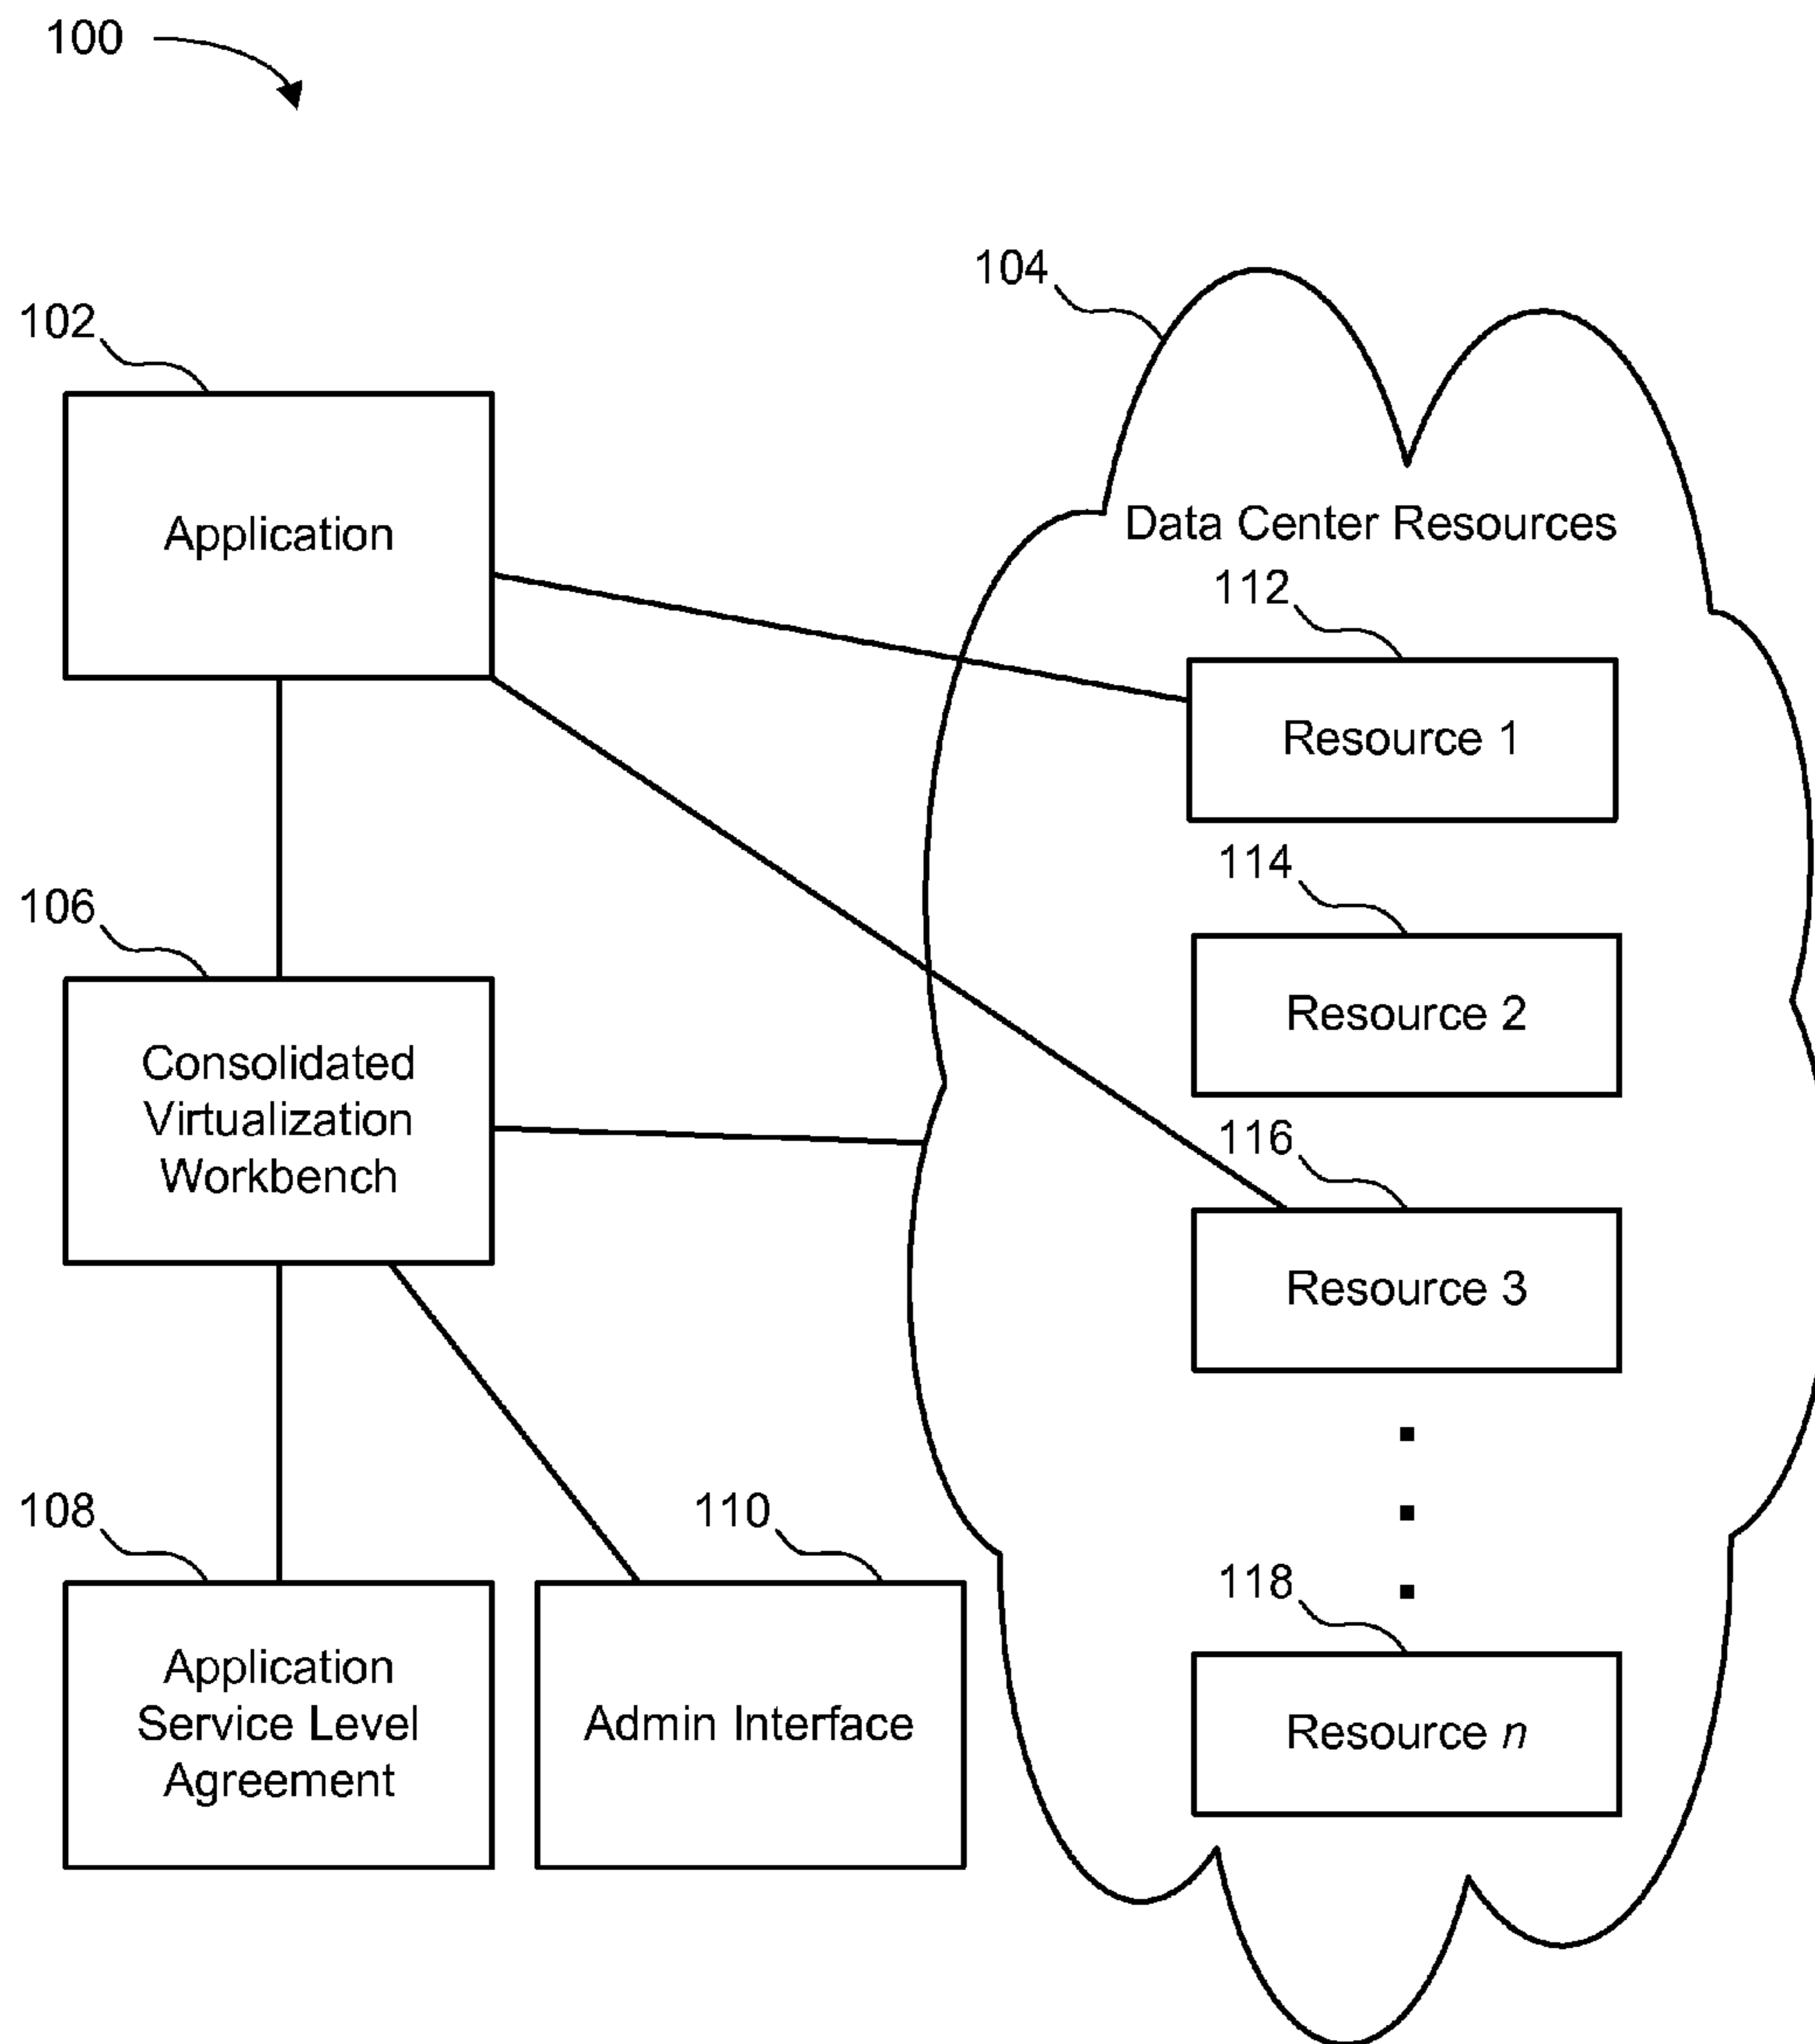 100
104
102
Application
Data Center Resources
112
Resource 1
114
106
Resource 2
Consolidated
Virtualization
Workbench
116
Resource 3
108
110
118
Application
Service Level
Agreement
Admin Interface
Resource n